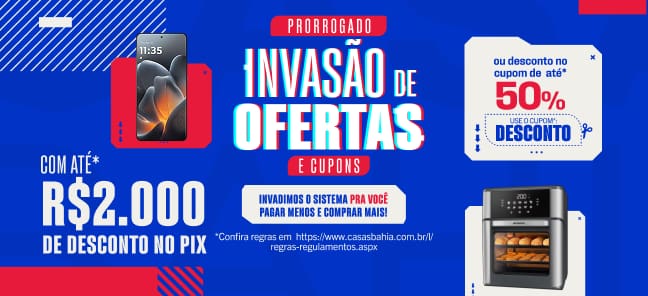 PRORROGADO
INVASÃO DE
OFERTAS
E CUPONS
11:35
COM ATÉ*
R$2.000
DE DESCONTO NO PIX
INVADIMOS O SISTEMA PRA VOCÊ
PAGAR MENOS E COMPRAR MAIS!
*Confira regras em https://www.casasbahia.com.br/l/
regras-regulamentos.aspx
ou desconto no
cupom de até*
50%
USE O CUPOM*:
DESCONTO
200